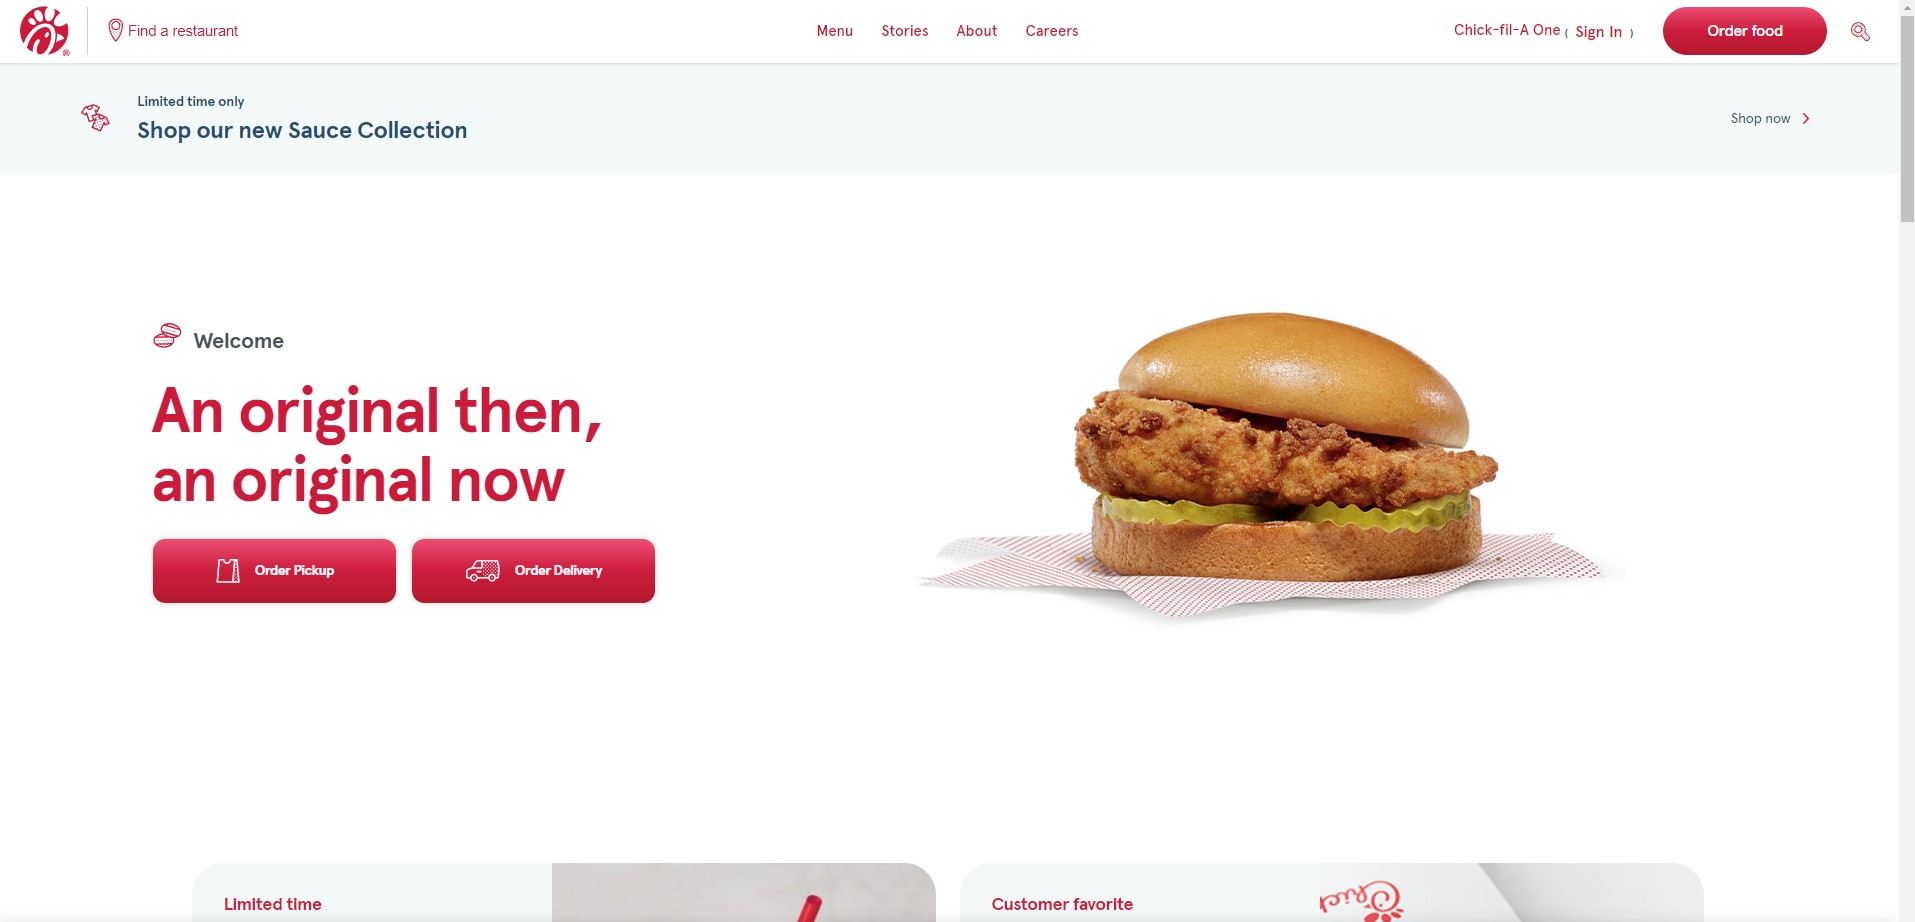 Find a restaurant
Menu Stories About Careers
Chick-fil-A One ( Sign In )
Order food
Limited time only
Shop our new Sauce Collection
Shop now
Welcome
An original then,
an original now
Order Pickup
Order Delivery
Limited time
Customer favorite